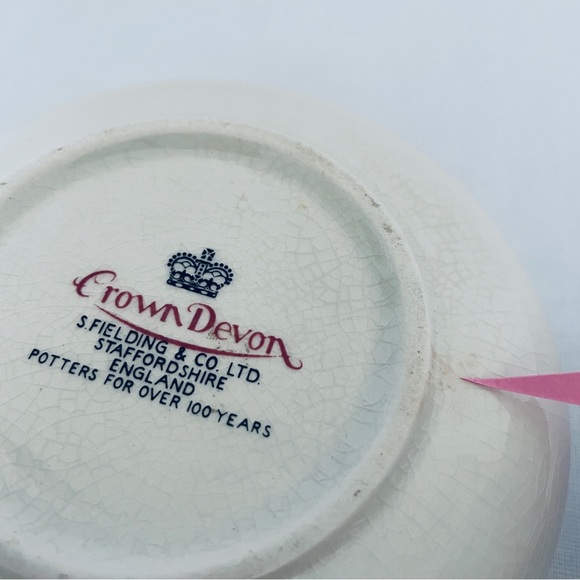 Crown Devon
S. FIELDING & CO. LTD.
STAFFORDSHIRE
ENGLAND
POTTERS FOR OVER 100 YEARS